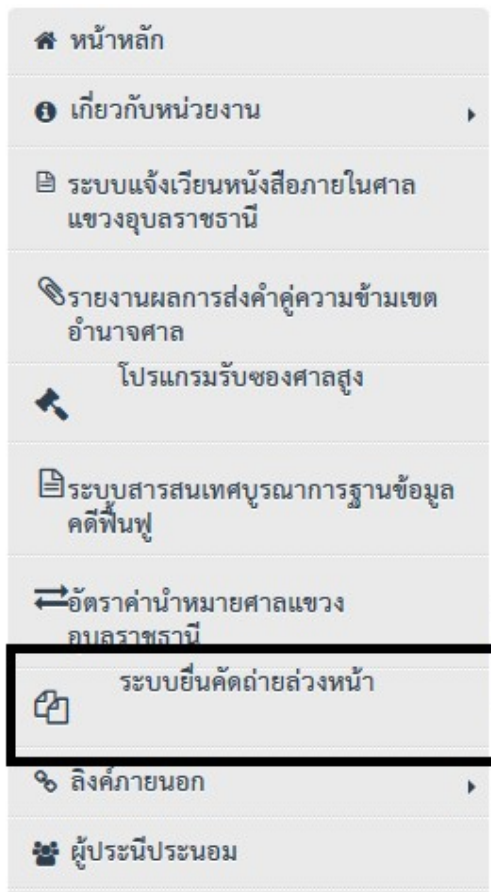 หน้าหลัก
เกี่ยวกับหน่วยงาน
ระบบแจ้งเวียนหนังสือภายในศาล
แขวงอุบลราชธานี
รายงานผลการส่งคำคู่ความข้ามเขต
อำนาจศาล
โปรแกรมรับซองศาลสูง
ระบบสารสนเทศบูรณาการฐานข้อมูล
คดีฟื้นฟู
อัตราค่านำหมายศาลแขวง
อุบลราชธานี
ระบบยื่นคัดถ่ายล่วงหน้า
ลิงค์ภายนอก
ผู้ประนีประนอม